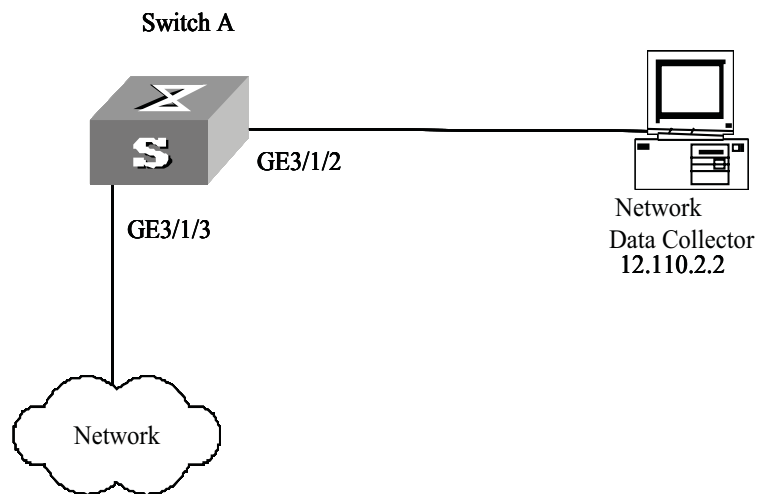 Switch A
S
GE3/1/2
GE3/1/3
Network
Data Collector
12.110.2.2
Network